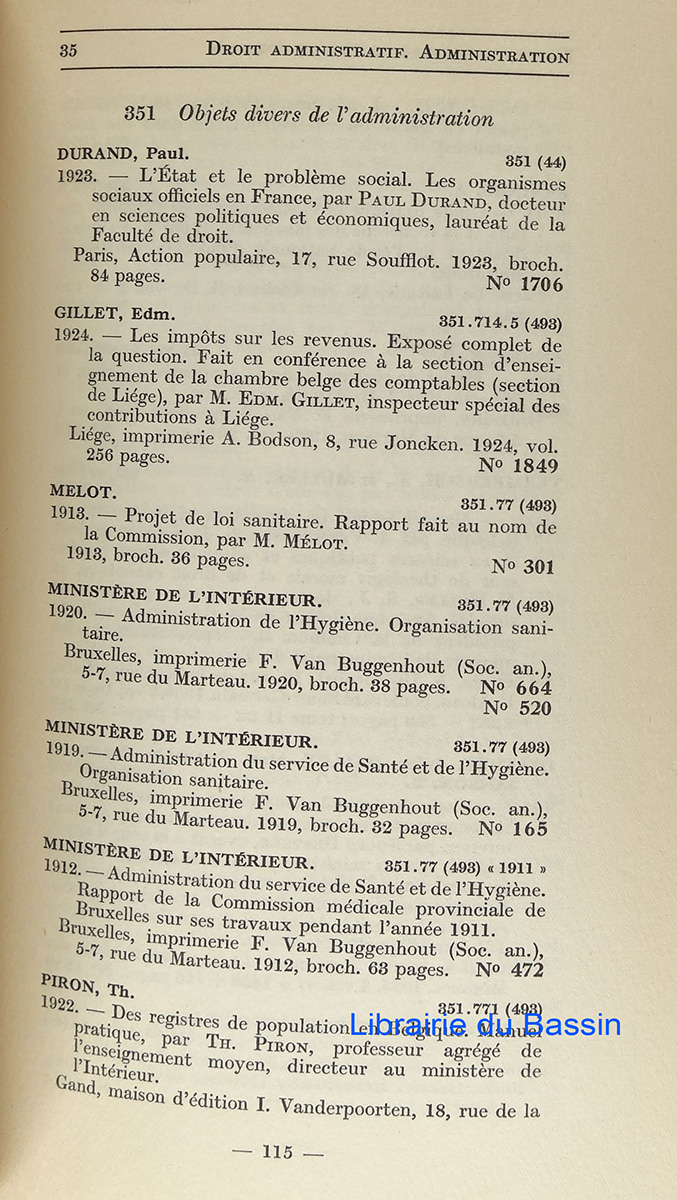 35 DROIT ADMINISTRATIF. ADMINISTRATION
351 Objets divers de l'administration
DURAND, Paul. 351 (44)
1923. — L'État et le problème social. Les organismes
sociaux officiels en France, par PAUL DURAND, docteur
en sciences politiques et économiques, lauréat de la
Faculté de droit.
Paris, Action populaire, 17, rue Soufflot. 1923, broch.
84 pages. No 1706
GILLET, Edm. 351.714.5 (493)
1924. — Les impôts sur les revenus. Exposé complet de
la question. Fait en conférence à la section d'ensei-
gnement de la chambre belge des comptables (section
de Liége), par M. EDM. GILLET, inspecteur spécial des
contributions à Liége.
Liége, imprimerie A. Bodson, 8, rue Joncken. 1924, vol.
256 pages. No 1849
MELOT. 351.77 (493)
1913. — Projet de loi sanitaire. Rapport fait au nom de
la Commission, par M. MÉLOT.
1913, broch. 36 pages. No 301
MINISTÈRE DE L'INTÉRIEUR. 351.77 (493)
1920. — Administration de l'Hygiène. Organisation sani-
taire.
Bruxelles, imprimerie F. Van Buggenhout (Soc. an.),
5-7, rue du Marteau. 1920, broch. 38 pages. No 664
No 520
MINISTÈRE DE L'INTÉRIEUR. 351.77 (493)
1919. — Administration du service de Santé et de l'Hygiène.
Organisation sanitaire.
Bruxelles, imprimerie F. Van Buggenhout (Soc. an.),
5-7, rue du Marteau. 1919, broch. 32 pages. No 165
MINISTÈRE DE L'INTÉRIEUR. 351.77 (493) « 1911 »
1912. — Administration du service de Santé et de l'Hygiène.
Rapport de la Commission médicale provinciale de
Bruxelles sur ses travaux pendant l'année 1911.
Bruxelles, imprimerie F. Van Buggenhout (Soc. an.),
5-7, rue du Marteau. 1912, broch. 63 pages. No 472
PIRON, Th. 351.771 (493)
1922. — Des registres de population en Belgique. Manuel
Librairie du Bassin
pratique, par TH. PIRON, professeur agrégé de
l'enseignement moyen, directeur au ministère de
l'Intérieur.
Gand, maison d'édition I. Vanderpoorten, 18, rue de la
— 115 —